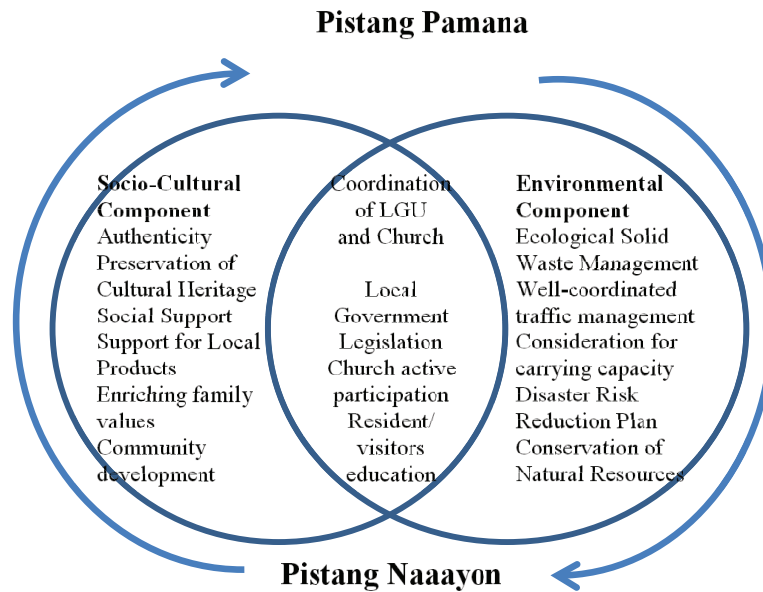 Pistang Pamana
Socio-Cultural
Component
Authenticity
Preservation of
Cultural Heritage
Social Support
Support for Local
Products
Enriching family
values
Community
development
Coordination
of LGU
and Church
Local
Government
Legislation
Church active
participation
Resident/
visitors
education
Environmental
Component
Ecological Solid
Waste Management
Well-coordinated
traffic management
Consideration for
carrying capacity
Disaster Risk
Reduction Plan
Conservation of
Natural Resources
Pistang Naaayon